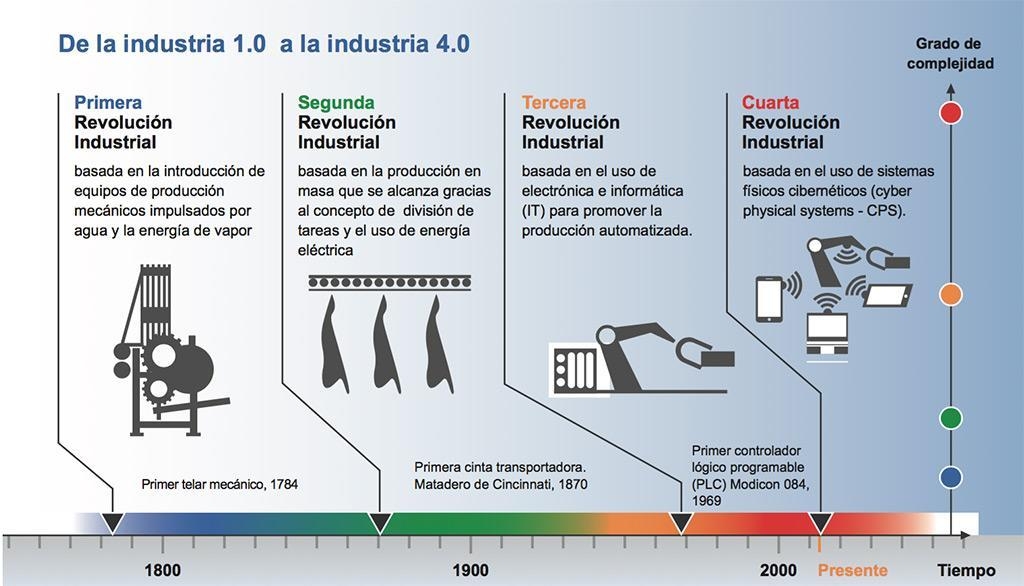 De la industria 1.0 a la industria 4.0
Grado de
complejidad
Primera
Revolución
Industrial
basada en la introducción de
equipos de producción
mecánicos impulsados por
agua y la energía de vapor
Segunda
Revolución
Industrial
basada en la producción en
masa que se alcanza gracias
al concepto de división de
tareas y el uso de energía
eléctrica
Tercera
Revolución
Industrial
basada en el uso de
electrónica e informática
(IT) para promover la
producción automatizada.
Cuarta
Revolución
Industrial
basada en el uso de sistemas
físicos cibernéticos (cyber
physical systems - CPS).
Primer telar mecánico, 1784
Primera cinta transportadora.
Matadero de Cincinnati, 1870
Primer controlador
lógico programable
(PLC) Modicon 084,
1969
1800
1900
2000
Presente
Tiempo